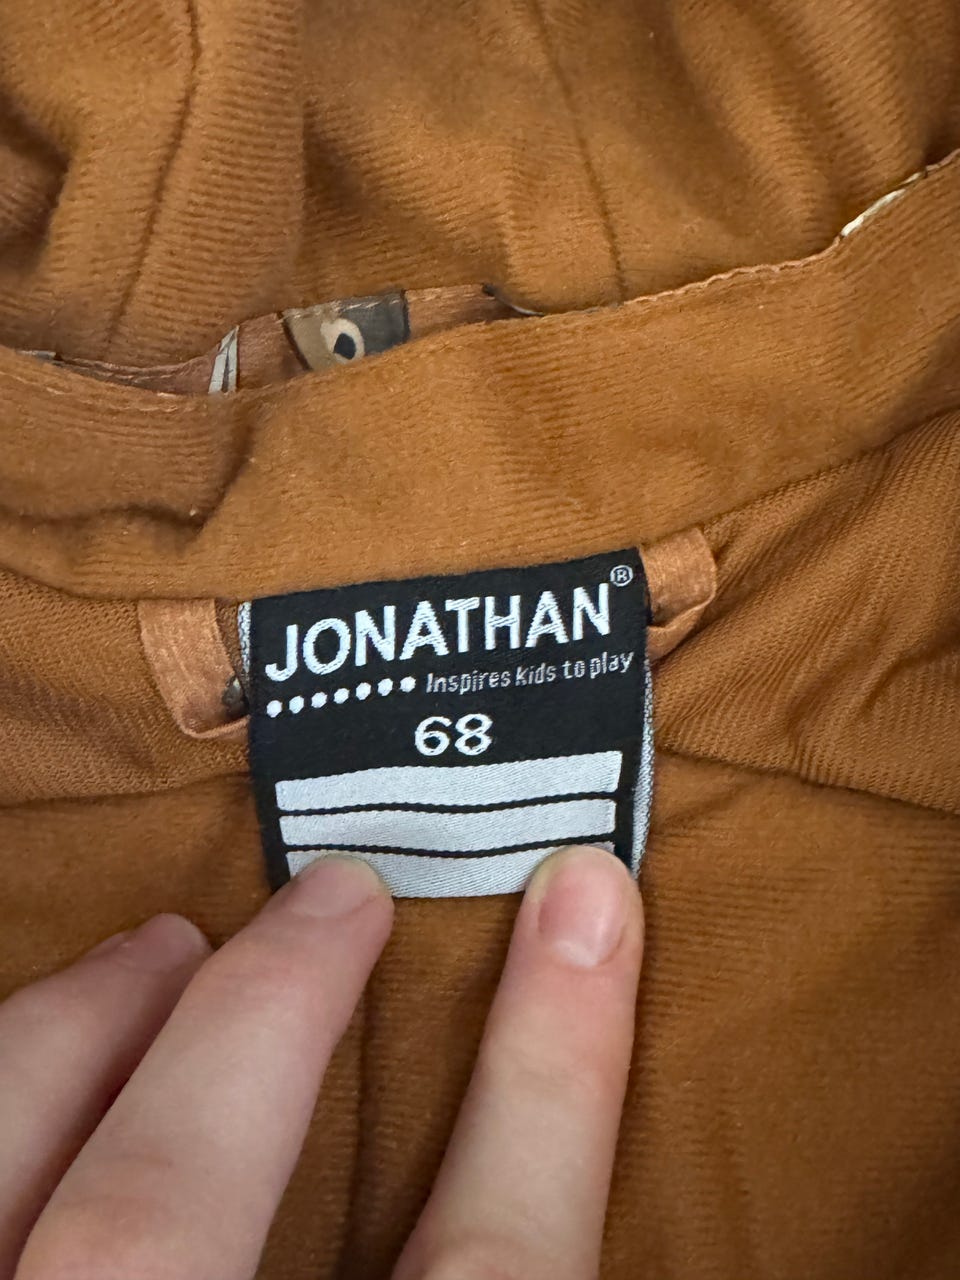 JONATHAN®
Inspires kids to play
68